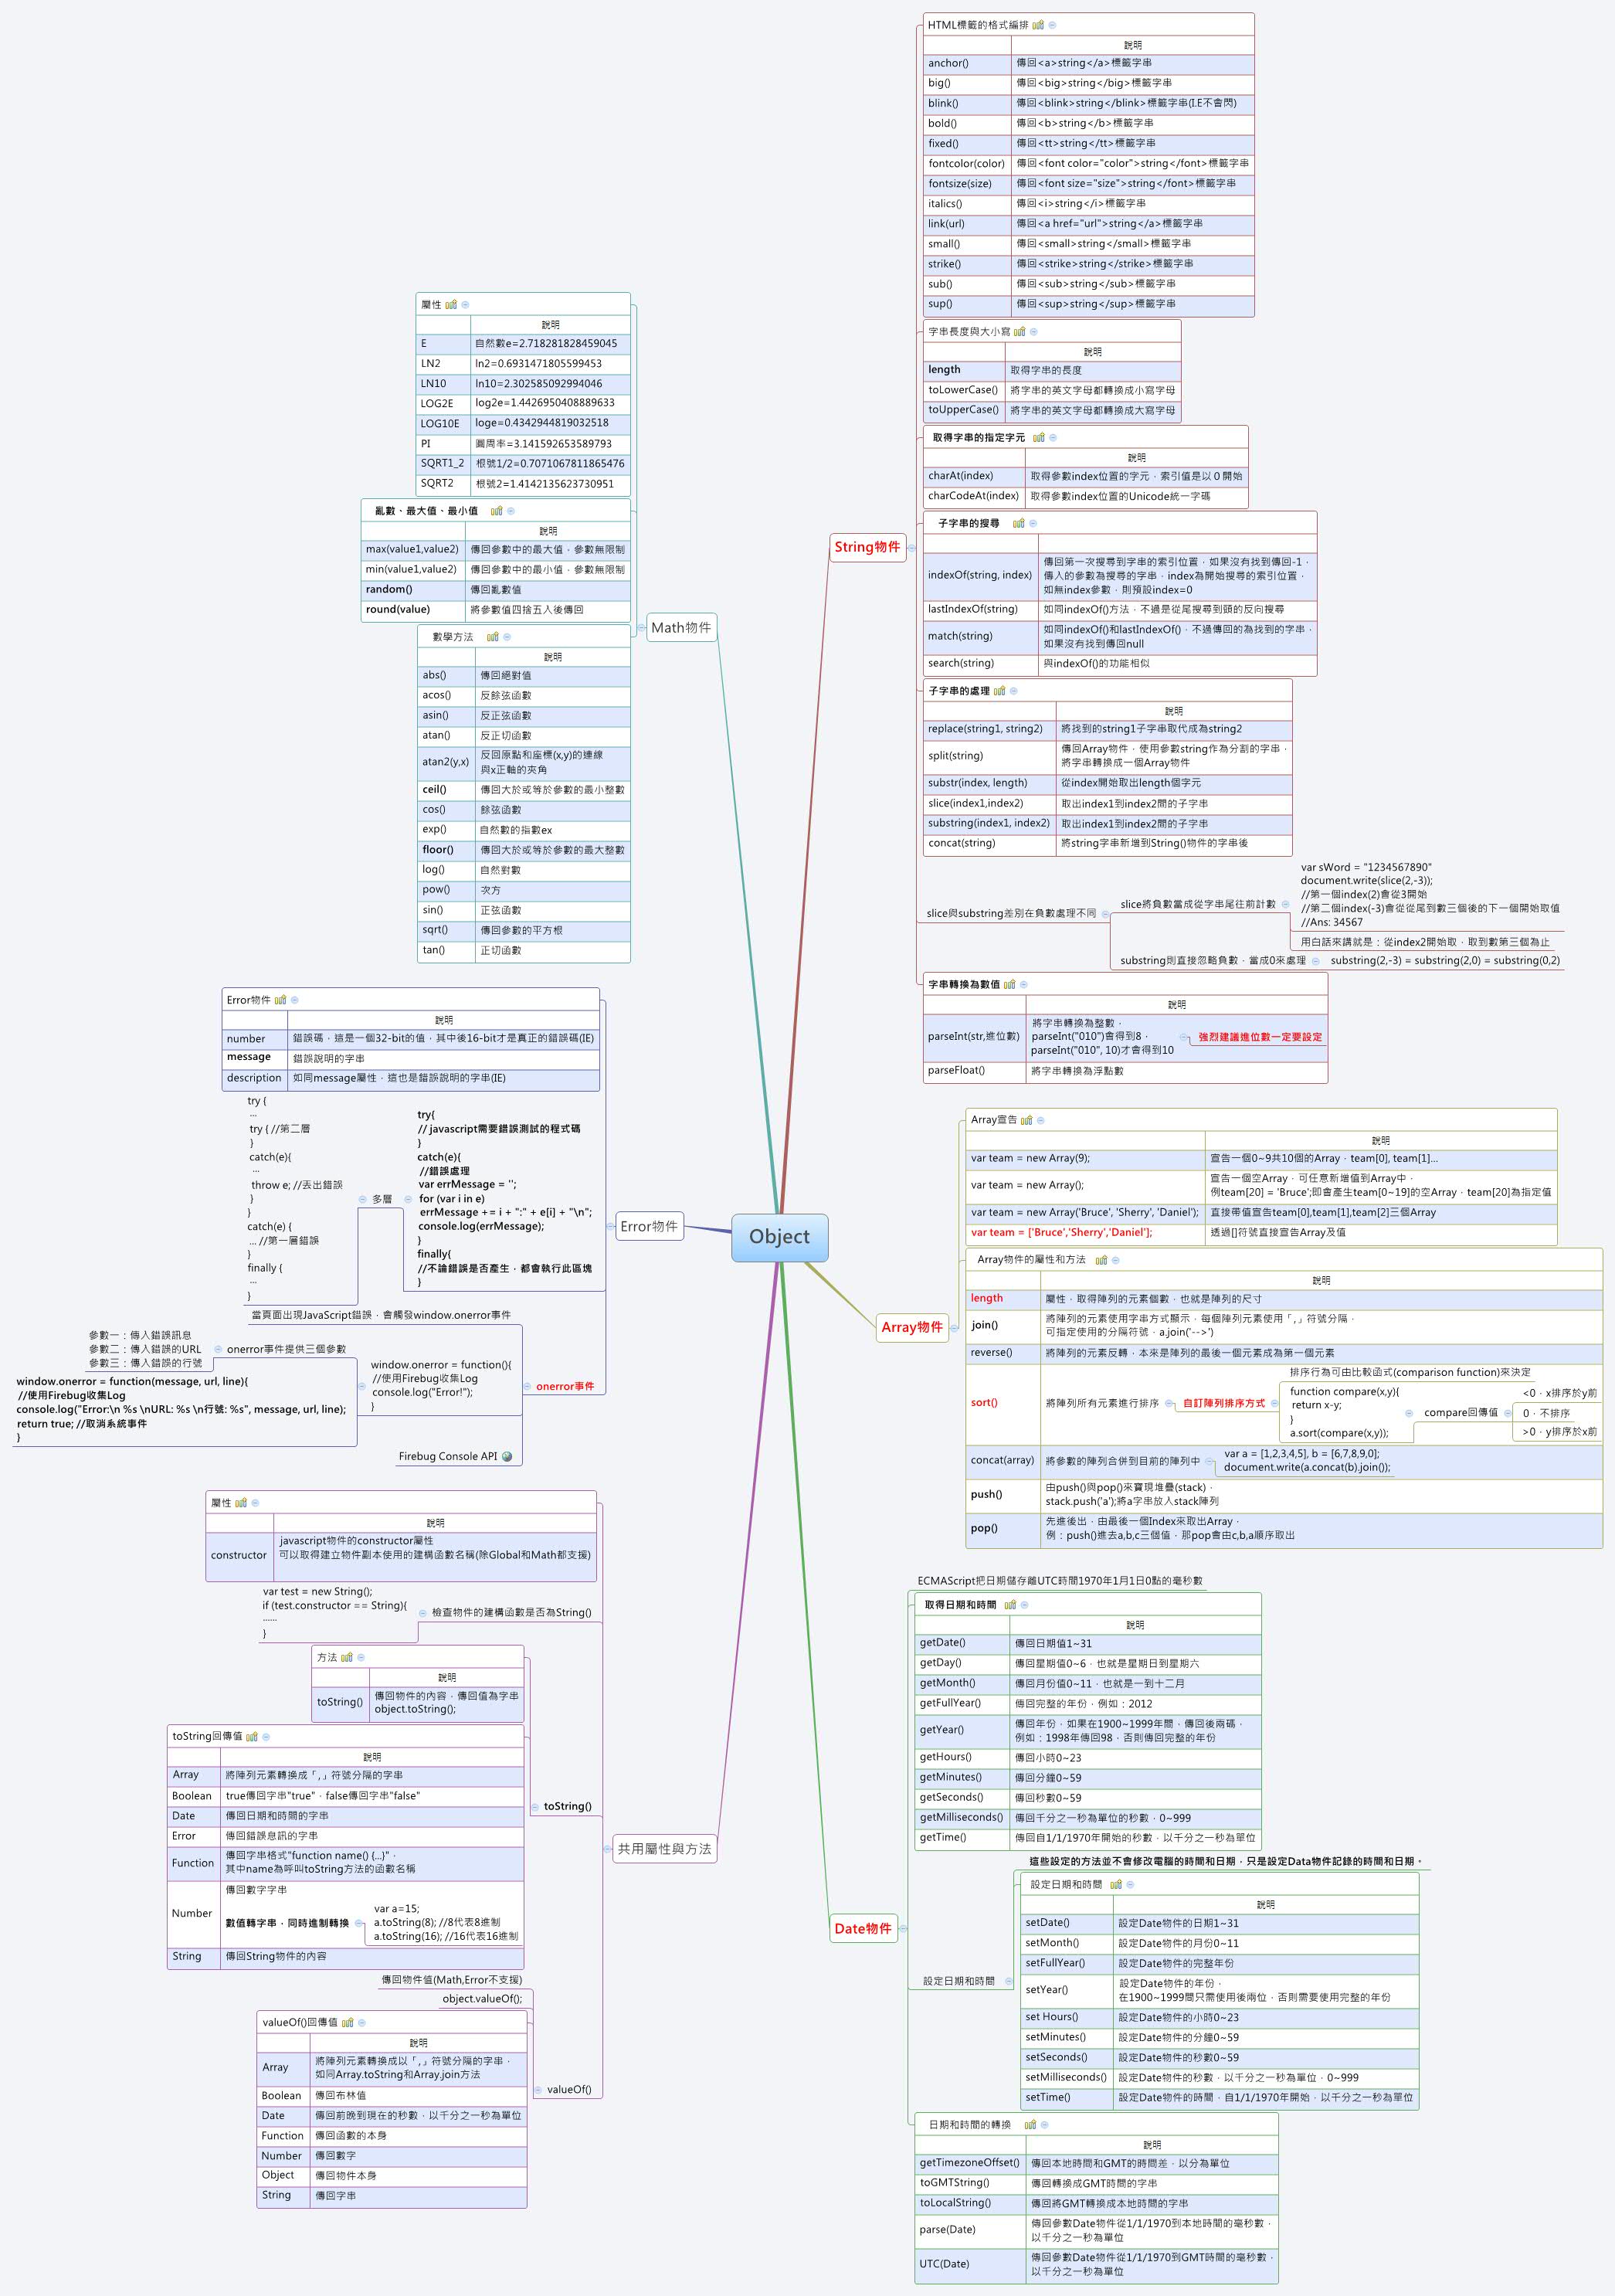 Object
String物件
HTML標籤的格式編排
說明
anchor() 傳回<a>string</a>標籤字串
big() 傳回<big>string</big>標籤字串
blink() 傳回<blink>string</blink>標籤字串(I.E不會閃)
bold() 傳回<b>string</b>標籤字串
fixed() 傳回<tt>string</tt>標籤字串
fontcolor(color) 傳回<font color="color">string</font>標籤字串
fontsize(size) 傳回<font size="size">string</font>標籤字串
italics() 傳回<i>string</i>標籤字串
link(url) 傳回<a href="url">string</a>標籤字串
small() 傳回<small>string</small>標籤字串
strike() 傳回<strike>string</strike>標籤字串
sub() 傳回<sub>string</sub>標籤字串
sup() 傳回<sup>string</sup>標籤字串
字串長度與大小寫
說明
length 取得字串的長度
toLowerCase() 將字串的英文字母都轉換成小寫字母
toUpperCase() 將字串的英文字母都轉換成大寫字母
取得字串的指定字元
說明
charAt(index) 取得參數index位置的字元，索引值是以０開始
charCodeAt(index) 取得參數index位置的Unicode統一字碼
子字串的搜尋
indexOf(string, index) 傳回第一次搜尋到字串的索引位置，如果沒有找到傳回-1，
傳入的參數為搜尋的字串，index為開始搜尋的索引位置，
如無index參數，則預設index=0
lastIndexOf(string) 如同indexOf()方法，不過是從尾搜尋到頭的反向搜尋
match(string) 如同indexOf()和lastIndexOf()，不過傳回的為找到的字串，
如果沒有找到傳回null
search(string) 與indexOf()的功能相似
子字串的處理
說明
replace(string1, string2) 將找到的string1子字串取代成為string2
split(string) 傳回Array物件，使用參數string作為分割的字串，
將字串轉換成一個Array物件
substr(index, length) 從index開始取出length個字元
slice(index1,index2) 取出index1到index2間的子字串
substring(index1, index2) 取出index1到index2間的子字串
concat(string) 將string字串新增到String()物件的字串後
slice與substring差別在負數處理不同
slice將負數當成從字串尾往前計數
var sWord = "1234567890"
document.write(slice(2,-3));
//第一個index(2)會從3開始
//第二個index(-3)會從從尾到數三個後的下一個開始取值
//Ans: 34567
用白話來講就是：從index2開始取，取到數第三個為止
substring則直接忽略負數，當成0來處理
substring(2,-3) = substring(2,0) = substring(0,2)
字串轉換為數值
說明
parseInt(str,進位數) 將字串轉換為整數，
parseInt("010")會得到8，
parseInt("010", 10)才會得到10
強烈建議進位數一定要設定
parseFloat() 將字串轉換為浮點數
Array物件
Array宣告
說明
var team = new Array(9); 宣告一個0~9共10個的Array，team[0], team[1]...
var team = new Array(); 宣告一個空Array，可任意新增值到Array中，
例team[20] = 'Bruce';即會產生team[0~19]的空Array，team[20]為指定值
var team = new Array('Bruce', 'Sherry', 'Daniel'); 直接帶值宣告team[0],team[1],team[2]三個Array
var team = ['Bruce','Sherry','Daniel']; 透過[]符號直接宣告Array及值
Array物件的屬性和方法
說明
length 屬性，取得陣列的元素個數，也就是陣列的尺寸
join() 將陣列的元素使用字串方式顯示，每個陣列元素使用「,」符號分隔，
可指定使用的分隔符號，a.join('-->')
reverse() 將陣列的元素反轉，本來是陣列的最後一個元素成為第一個元素
sort() 將陣列所有元素進行排序
自訂陣列排序方式
排序行為可由比較函式(comparison function)來決定
function compare(x,y){
return x-y;
}
a.sort(compare(x,y));
compare回傳值
<0，x排序於y前
0，不排序
>0，y排序於x前
concat(array) 將參數的陣列合併到目前的陣列中
var a = [1,2,3,4,5], b = [6,7,8,9,0];
document.write(a.concat(b).join());
push() 由push()與pop()來實現堆疊(stack)，
stack.push('a');將a字串放入stack陣列
pop() 先進後出，由最後一個Index來取出Array，
例：push()進去a,b,c三個值，那pop會由c,b,a順序取出
Date物件
ECMAScript把日期儲存離UTC時間1970年1月1日0點的毫秒數
取得日期和時間
說明
getDate() 傳回日期值1~31
getDay() 傳回星期值0~6，也就是星期日到星期六
getMonth() 傳回月份值0~11，也就是一到十二月
getFullYear() 傳回完整的年份，例如：2012
getYear() 傳回年份，如果在1900~1999年間，傳回後兩碼，
例如：1998年傳回98，否則傳回完整的年份
getHours() 傳回小時0~23
getMinutes() 傳回分鐘0~59
getSeconds() 傳回秒數0~59
getMilliseconds() 傳回千分之一秒為單位的秒數，0~999
getTime() 傳回自1/1/1970年開始的秒數，以千分之一秒為單位
設定日期和時間
這些設定的方法並不會修改電腦的時間和日期，只是設定Data物件記錄的時間和日期。
設定日期和時間
說明
setDate() 設定Date物件的日期1~31
setMonth() 設定Date物件的月份0~11
setFullYear() 設定Date物件的完整年份
setYear() 設定Date物件的年份，
在1900~1999間只需使用後兩位，否則需要使用完整的年份
set Hours() 設定Date物件的小時0~23
setMinutes() 設定Date物件的分鐘0~59
setSeconds() 設定Date物件的秒數0~59
setMilliseconds() 設定Date物件的秒數，以千分之一秒為單位，0~999
setTime() 設定Date物件的時間，自1/1/1970年開始，以千分之一秒為單位
日期和時間的轉換
說明
getTimezoneOffset() 傳回本地時間和GMT的時間差，以分為單位
toGMTString() 傳回轉換成GMT時間的字串
toLocalString() 傳回將GMT轉換成本地時間的字串
parse(Date) 傳回參數Date物件從1/1/1970到本地時間的毫秒數，
以千分之一秒為單位
UTC(Date) 傳回參數Date物件從1/1/1970到GMT時間的毫秒數，
以千分之一秒為單位
Math物件
屬性
說明
E 自然數e=2.718281828459045
LN2 ln2=0.6931471805599453
LN10 ln10=2.302585092994046
LOG2E log2e=1.4426950408889633
LOG10E loge=0.4342944819032518
PI 圓周率=3.141592653589793
SQRT1_2 根號1/2=0.7071067811865476
SQRT2 根號2=1.4142135623730951
亂數、最大值、最小值
說明
max(value1,value2) 傳回參數中的最大值，參數無限制
min(value1,value2) 傳回參數中的最小值，參數無限制
random() 傳回亂數值
round(value) 將參數值四捨五入後傳回
數學方法
說明
abs() 傳回絕對值
acos() 反餘弦函數
asin() 反正弦函數
atan() 反正切函數
atan2(y,x) 反回原點和座標(x,y)的連線
與x正軸的夾角
ceil() 傳回大於或等於參數的最小整數
cos() 餘弦函數
exp() 自然數的指數ex
floor() 傳回大於或等於參數的最大整數
log() 自然對數
pow() 次方
sin() 正弦函數
sqrt() 傳回參數的平方根
tan() 正切函數
Error物件
Error物件
說明
number 錯誤碼，這是一個32-bit的值，其中後16-bit才是真正的錯誤碼(IE)
message 錯誤說明的字串
description 如同message屬性，這也是錯誤說明的字串(IE)
try{
// javascript需要錯誤測試的程式碼
}
catch(e){
//錯誤處理
var errMessage = '';
for (var i in e)
errMessage += i + ":" + e[i] + "\n";
console.log(errMessage);
}
finally{
//不論錯誤是否產生，都會執行此區塊
}
多層
try {
...
try { //第二層
}
catch(e){
...
throw e; //丟出錯誤
}
}
catch(e) {
... //第一層錯誤
}
finally {
...
}
onerror事件
當頁面出現JavaScript錯誤，會觸發window.onerror事件
window.onerror = function(){
//使用Firebug收集Log
console.log("Error!");
}
onerror事件提供三個參數
參數一：傳入錯誤訊息
參數二：傳入錯誤的URL
參數三：傳入錯誤的行號
window.onerror = function(message, url, line){
//使用Firebug收集Log
console.log("Error:\n %s \nURL: %s \n行號: %s", message, url, line);
return true; //取消系統事件
}
Firebug Console API
共用屬性與方法
屬性
說明
constructor javascript物件的constructor屬性
可以取得建立物件副本使用的建構函數名稱(除Global和Math都支援)
檢查物件的建構函數是否為String()
var test = new String();
if (test.constructor == String){
......
}
toString()
方法
說明
toString() 傳回物件的內容，傳回值為字串
object.toString();
toString回傳值
說明
Array 將陣列元素轉換成「,」符號分隔的字串
Boolean true傳回字串"true"，false傳回字串"false"
Date 傳回日期和時間的字串
Error 傳回錯誤息訊的字串
Function 傳回字串格式"function name() {...}"，
其中name為呼叫toString方法的函數名稱
Number 傳回數字字串
數值轉字串，同時進制轉換
var a=15;
a.toString(8); //8代表8進制
a.toString(16); //16代表16進制
String 傳回String物件的內容
valueOf()
傳回物件值(Math,Error不支援)
object.valueOf();
valueOf()回傳值
說明
Array 將陣列元素轉換成以「,」符號分隔的字串，
如同Array.toString和Array.join方法
Boolean 傳回布林值
Date 傳回前晚到現在的秒數，以千分之一秒為單位
Function 傳回函數的本身
Number 傳回數字
Object 傳回物件本身
String 傳回字串